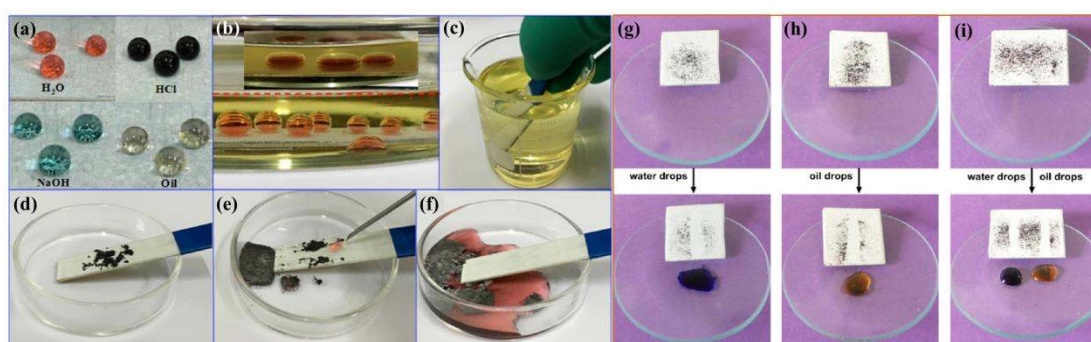 (a)
H₂O
HCl
NaOH
Oil
(b)
(c)
(d)
(e)
(f)
(g)
water drops
(h)
oil drops
(i)
water drops
oil drops